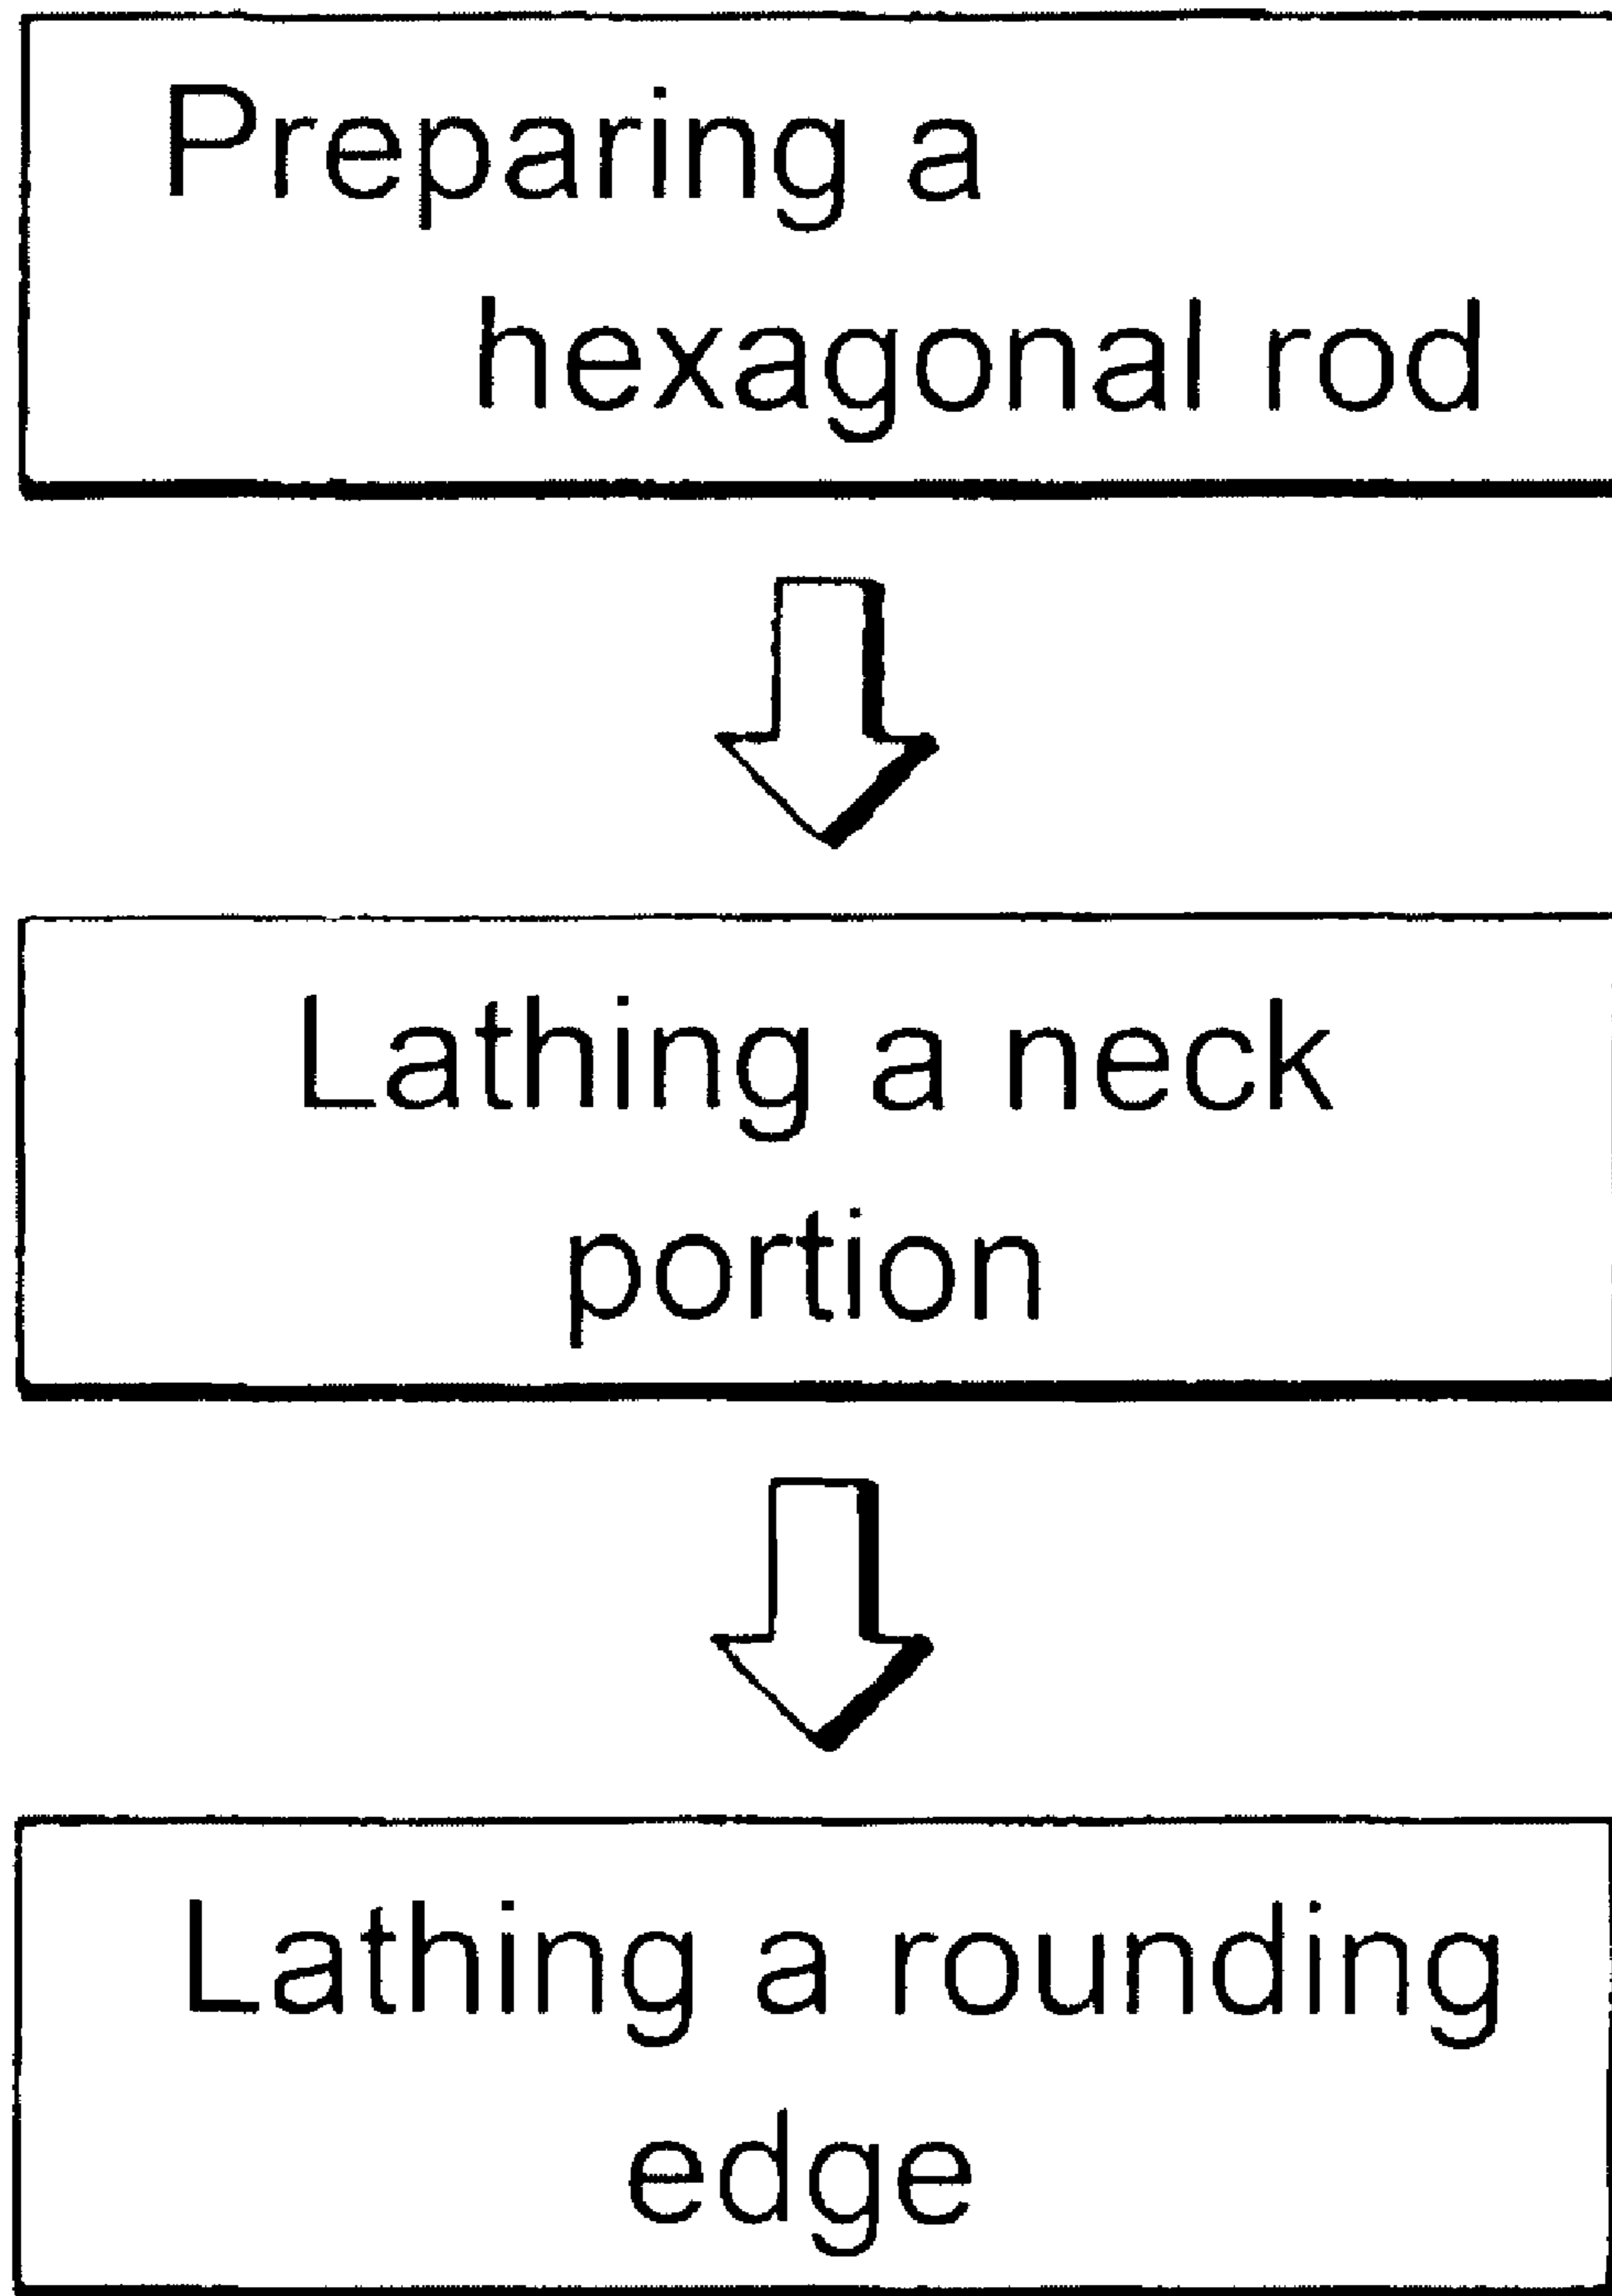 Preparing a
hexagonal rod
Lathing a neck
portion
Lathing a rounding
edge